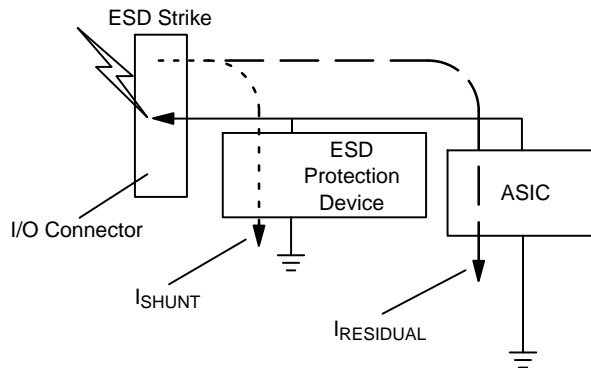 ESD Strike
ESD
Protection
Device
ASIC
I/O Connector
ISHUNT
IRESIDUAL